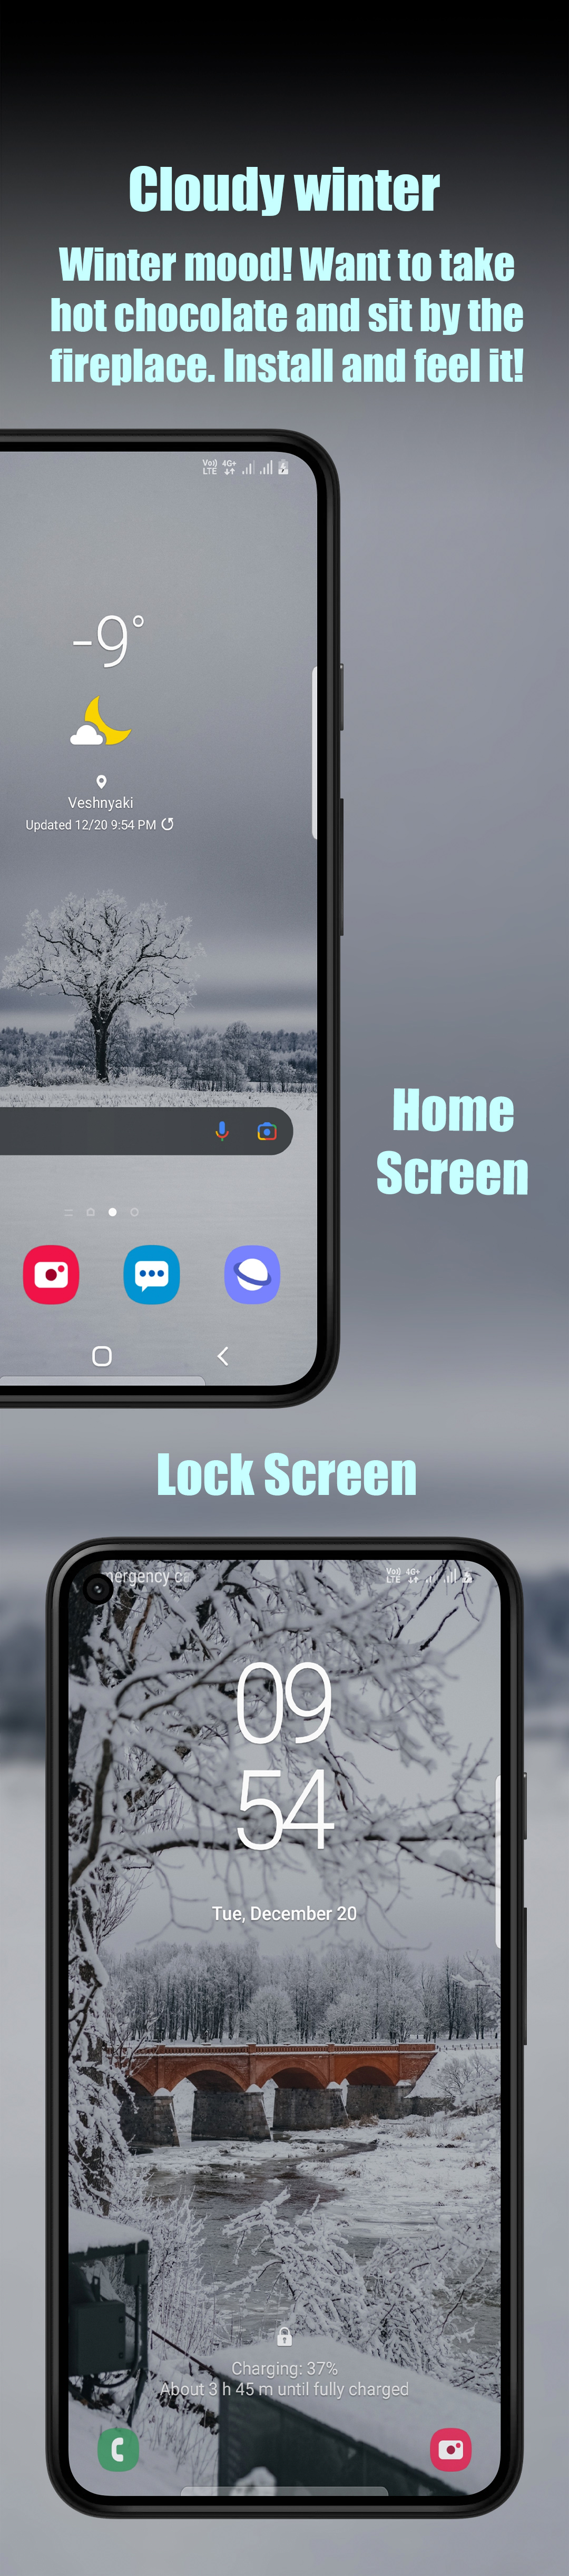 Cloudy winter
Winter mood! Want to take
hot chocolate and sit by the
fireplace. Install and feel it!
Vo)) 4G+
LTE
-9°
Veshnyaki
Updated 12/20 9:54 PM
Home
Screen
Lock Screen
mergency ca
Vo)) 4G+
LTE
09
54
Tue, December 20
Charging: 37%
About 3 h 45 m until fully charged